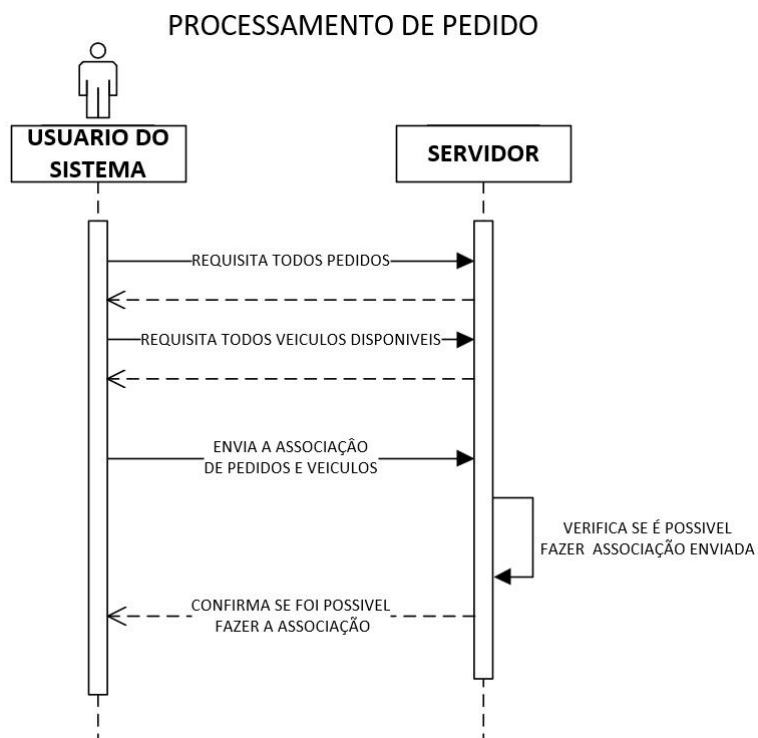 PROCESSAMENTO DE PEDIDO
USUARIO DO
SISTEMA
SERVIDOR
REQUISITA TODOS PEDIDOS
REQUISITA TODOS VEICULOS DISPONIVEIS
ENVIA A ASSOCIAÇÂO
DE PEDIDOS E VEICULOS
VERIFICA SE É POSSIVEL
FAZER ASSOCIAÇÃO ENVIADA
CONFIRMA SE FOI POSSIVEL
FAZER A ASSOCIAÇÃO